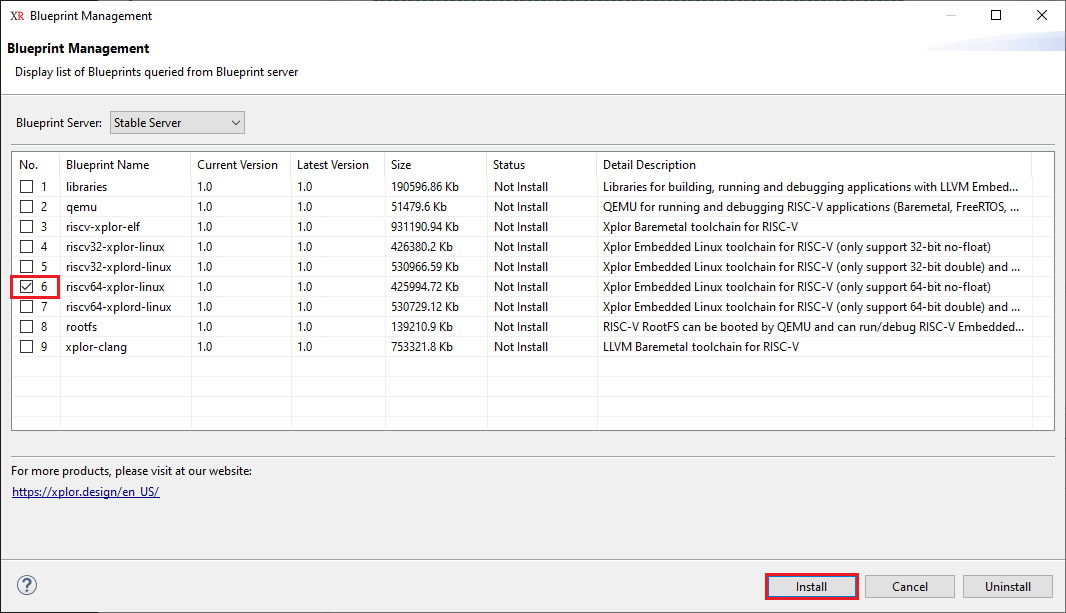 XR Blueprint Management
Blueprint Management
Display list of Blueprints queried from Blueprint server
Blueprint Server: Stable Server
No. Blueprint Name Current Version Latest Version Size Status Detail Description
1 libraries 1.0 1.0 190596.86 Kb Not Install Libraries for building, running and debugging applications with LLVM Embed...
2 qemu 1.0 1.0 51479.6 Kb Not Install QEMU for running and debugging RISC-V applications (Baremetal, FreeRTOS, ...
3 riscv-xplor-elf 1.0 1.0 931190.94 Kb Not Install Xplor Baremetal toolchain for RISC-V
4 riscv32-xplor-linux 1.0 1.0 426380.2 Kb Not Install Xplor Embedded Linux toolchain for RISC-V (only support 32-bit no-float)
5 riscv32-xplord-linux 1.0 1.0 530966.59 Kb Not Install Xplor Embedded Linux toolchain for RISC-V (only support 32-bit double) and ...
6 riscv64-xplor-linux 1.0 1.0 425994.72 Kb Not Install Xplor Embedded Linux toolchain for RISC-V (only support 64-bit no-float)
7 riscv64-xplord-linux 1.0 1.0 530729.12 Kb Not Install Xplor Embedded Linux toolchain for RISC-V (only support 64-bit double) and ...
8 rootfs 1.0 1.0 139210.9 Kb Not Install RISC-V RootFS can be booted by QEMU and can run/debug RISC-V Embedded...
9 xplor-clang 1.0 1.0 753321.8 Kb Not Install LLVM Baremetal toolchain for RISC-V
For more products, please visit at our website:
https://xplor.design/en_US/
? Install Cancel Uninstall